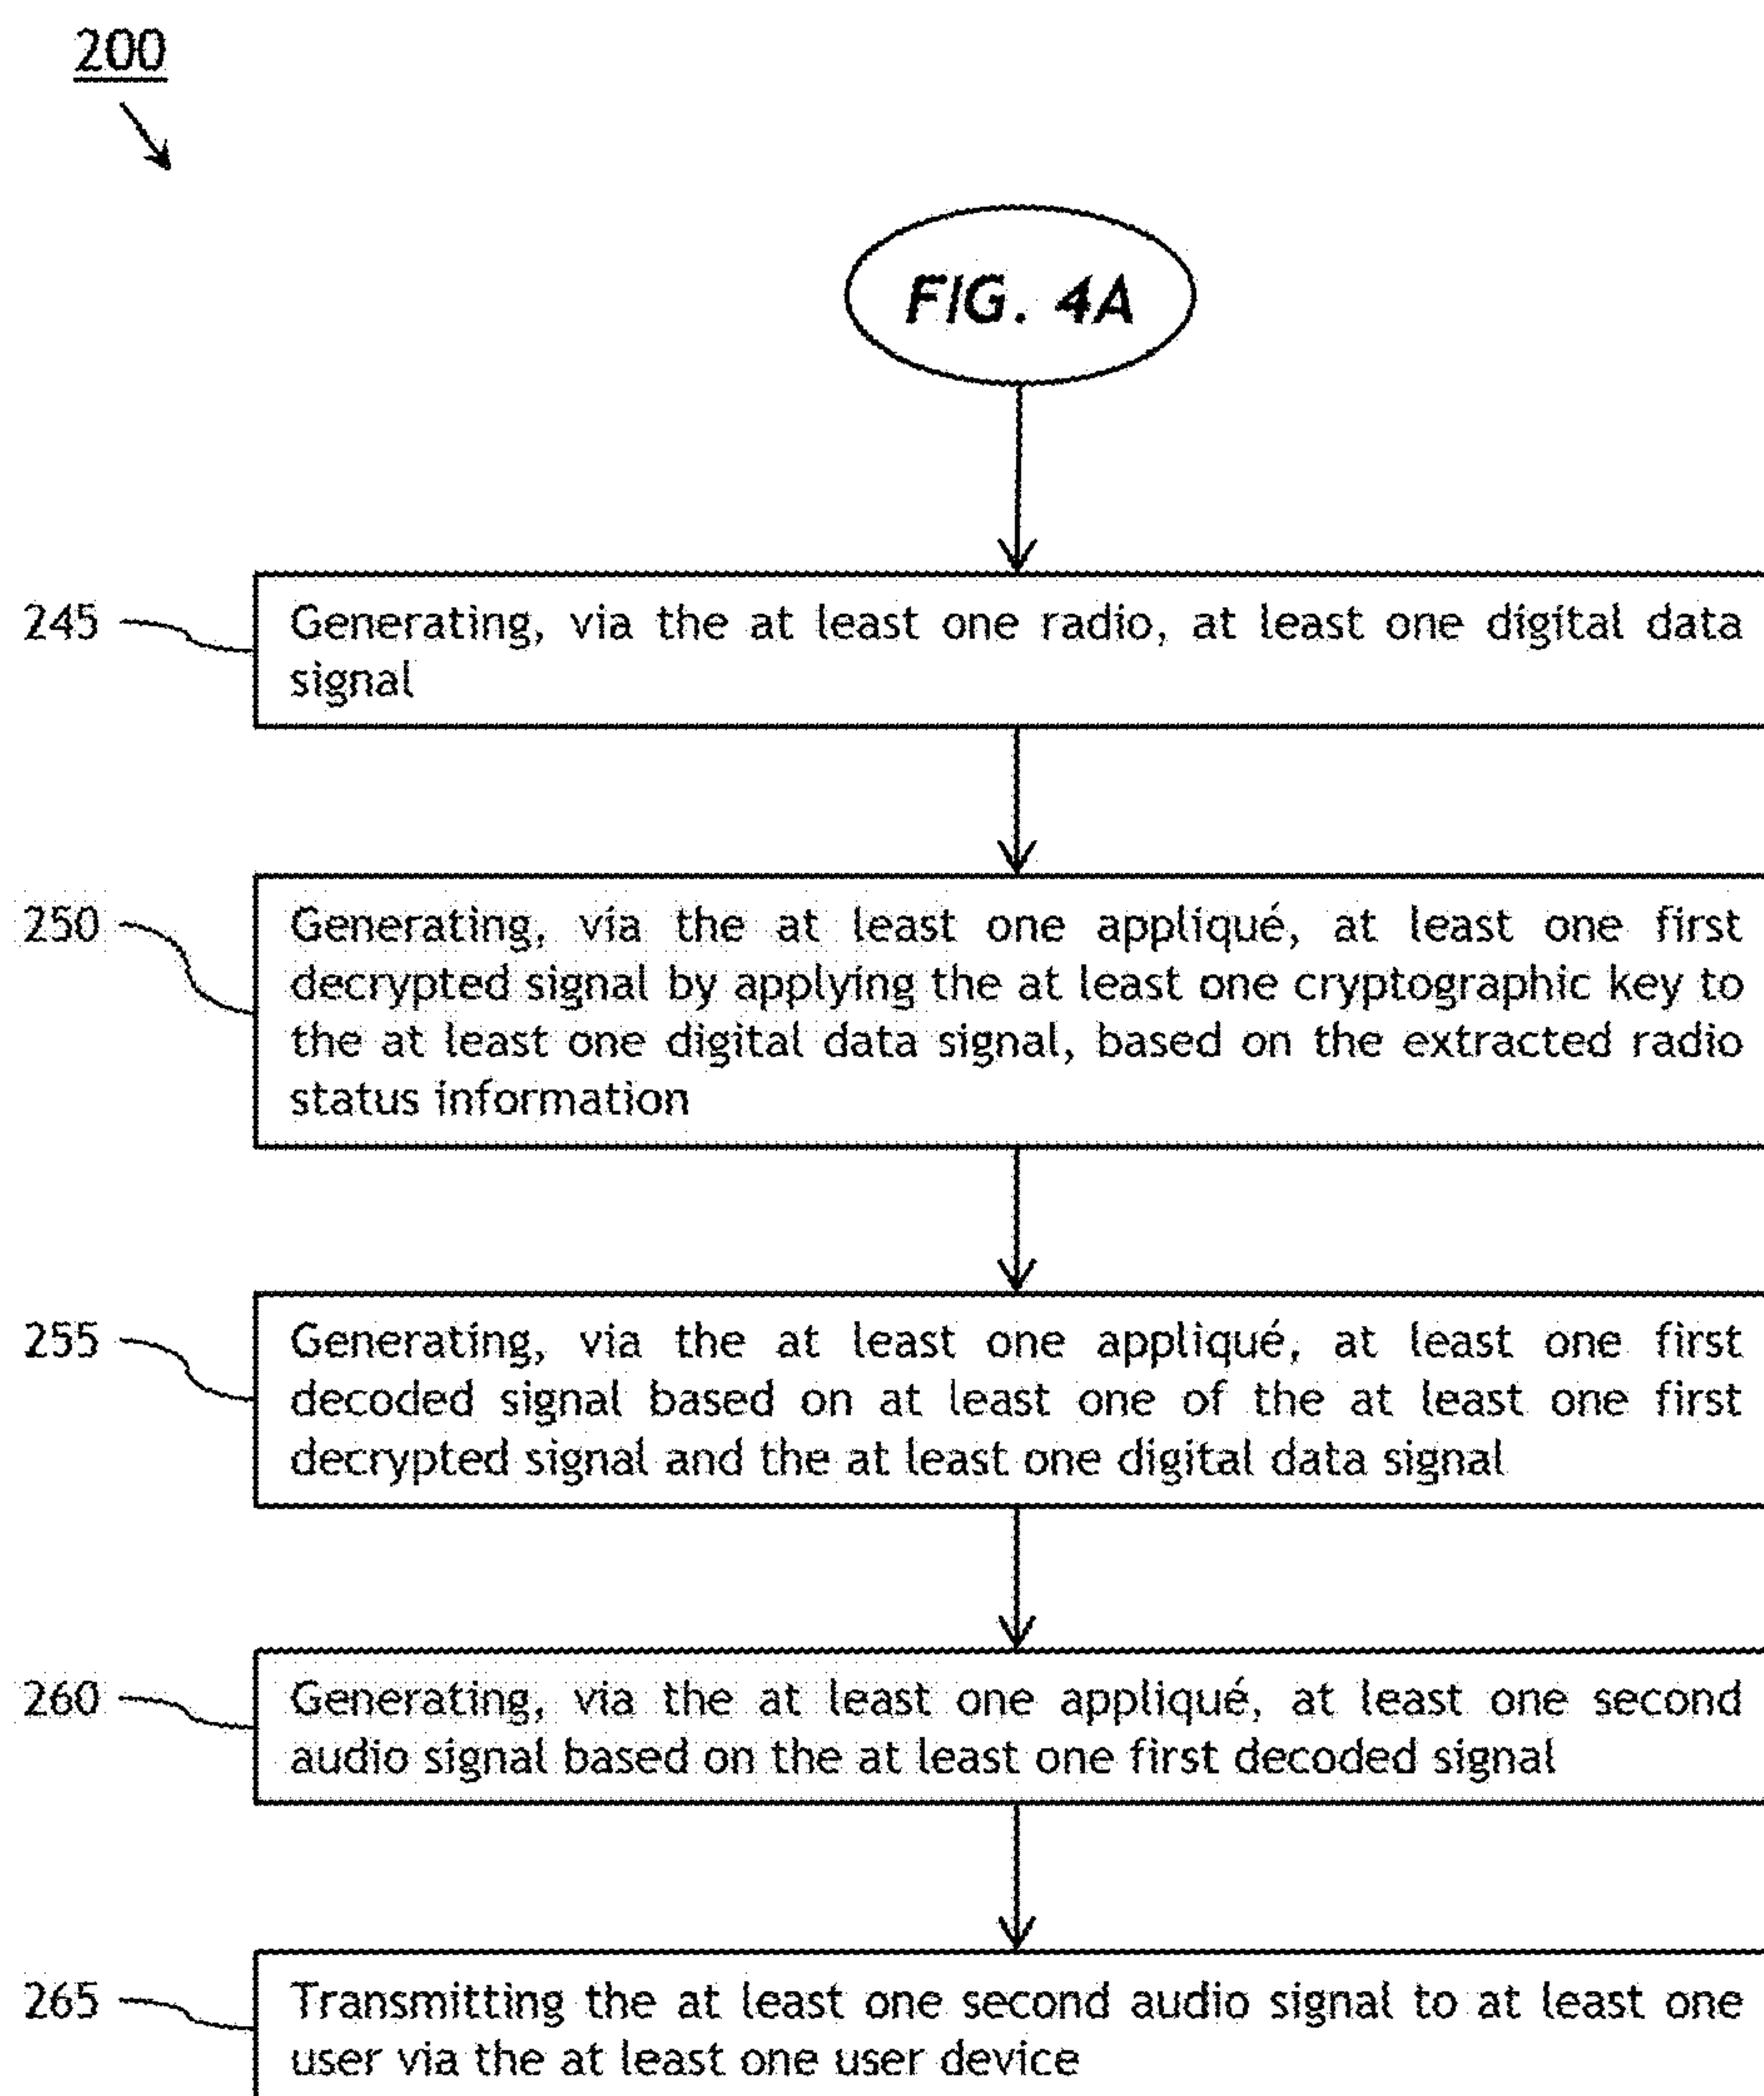 200
FIG. 4A
245
Generating, via the at least one radio, at least one digital data
signal
250
Generating, via the at least one appliqué, at least one first
decrypted signal by applying the at least one cryptographic key to
the at least one digital data signal, based on the extracted radio
status information
255
Generating, via the at least one appliqué, at least one first
decoded signal based on at least one of the at least one first
decrypted signal and the at least one digital data signal
260
Generating, via the at least one appliqué, at least one second
audio signal based on the at least one first decoded signal
265
Transmitting the at least one second audio signal to at least one
user via the at least one user device